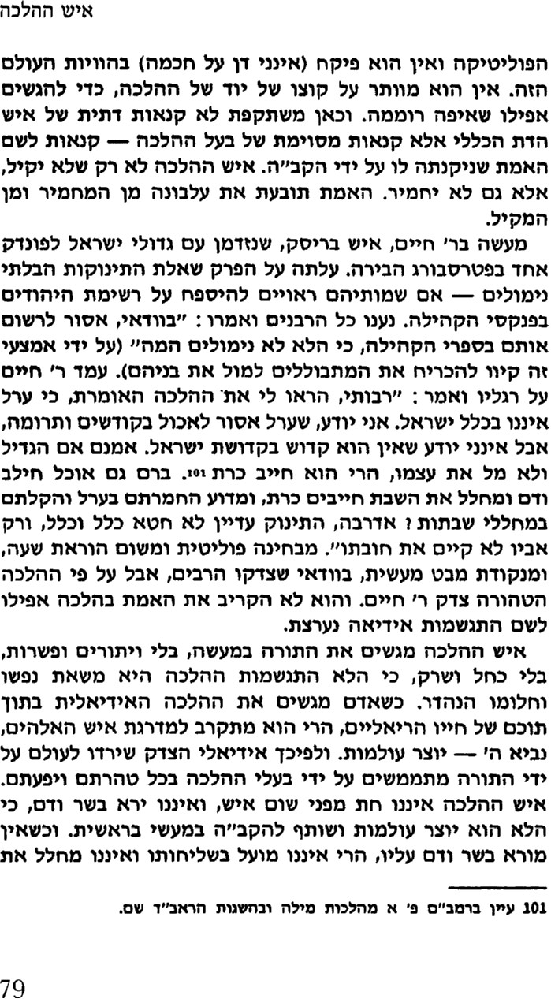 איש ההלכה
הפוליטיקה ואין הוא פיקח (אינני דן על חכמה) בהוויות העולם
הזה. אין הוא מוותר על קוצו של יוד של ההלכה, כדי להגשים
אפילו שאיפה רוממה. וכאן משתקפת לא קנאות דתית של איש
הדת הכללי אלא קנאות מסוימת של בעל ההלכה — קנאות לשם
האמת שניקנתה לו על ידי הקב״ה. איש ההלכה לא רק שלא יקיל,
אלא גם לא יחמיר. האמת תובעת את עלבונה מן המחמיר ומן
המקיל.
מעשה בר׳ חיים, איש בריסק, שנזדמן עם גדולי ישראל לפונדק
אחד בפטרסבורג הבירה. עלתה על הפרק שאלת התינוקות הבלתי
נימולים — אם שמותיהם ראויים להיספח על רשימת היהודים
בפנקסי הקהילה. נענו כל הרבנים ואמרו : ״בוודאי, אסור לרשום
אותם בספרי הקהילה, כי הלא לא נימולים המה״ (על ידי אמצעי
זה קיוו להכריח את המתבוללים למול את בניהם). עמד ר׳ חיים
על רגליו ואמר : ״רבותי, הראו לי את ההלכה האומרת, כי ערל
איננו בכלל ישראל. אני יודע, שערל אסור לאכול בקודשים ותרומה,
אבל אינני יודע שאין הוא קדוש בקדושת ישראל. אמנם אם הגדיל
ולא מל את עצמו, הרי הוא חייב כרת 101. ברם גם אוכל חילב
ודם ומחלל את השבת חייבים כרת, ומדוע החמרתם בערל והקלתם
במחללי שבתות ? אדרבה, התינוק עדיין לא חטא כלל וכלל, ורק
אביו לא קיים את חובתו״. מבחינה פוליטית ומשום הוראת שעה,
ומנקודת מבט מעשית, בוודאי שצדקו הרבים, אבל על פי ההלכה
הטהורה צדק ר׳ חיים. והוא לא הקריב את האמת בהלכה אפילו
לשם התגשמות אידיאה נערצת.
איש ההלכה מגשים את התורה במעשה, בלי ויתורים ופשרות,
בלי כחל ושרק, כי הלא התגשמות ההלכה היא משאת נפשו
וחלומו הנהדר. כשאדם מגשים את ההלכה האידיאלית בתוך
תוכם של חייו הריאליים, הרי הוא מתקרב למדרגת איש האלהים,
נביא ה׳ — יוצר עולמות. ולפיכך אידיאלי הצדק שירדו לעולם על
ידי התורה מתממשים על ידי בעלי ההלכה בכל טהרתם ויפעתם.
איש ההלכה איננו חת מפני שום איש, ואיננו ירא בשר ודם, כי
הלא הוא יוצר עולמות ושותף להקב״ה במעשי בראשית. וכשאין
מורא בשר ודם עליו, הרי איננו מועל בשליחותו ואיננו מחלל את
101 עיין ברמב״ם פ׳ א מהלכות מילה ובהשגות הראב״ד שם.
79